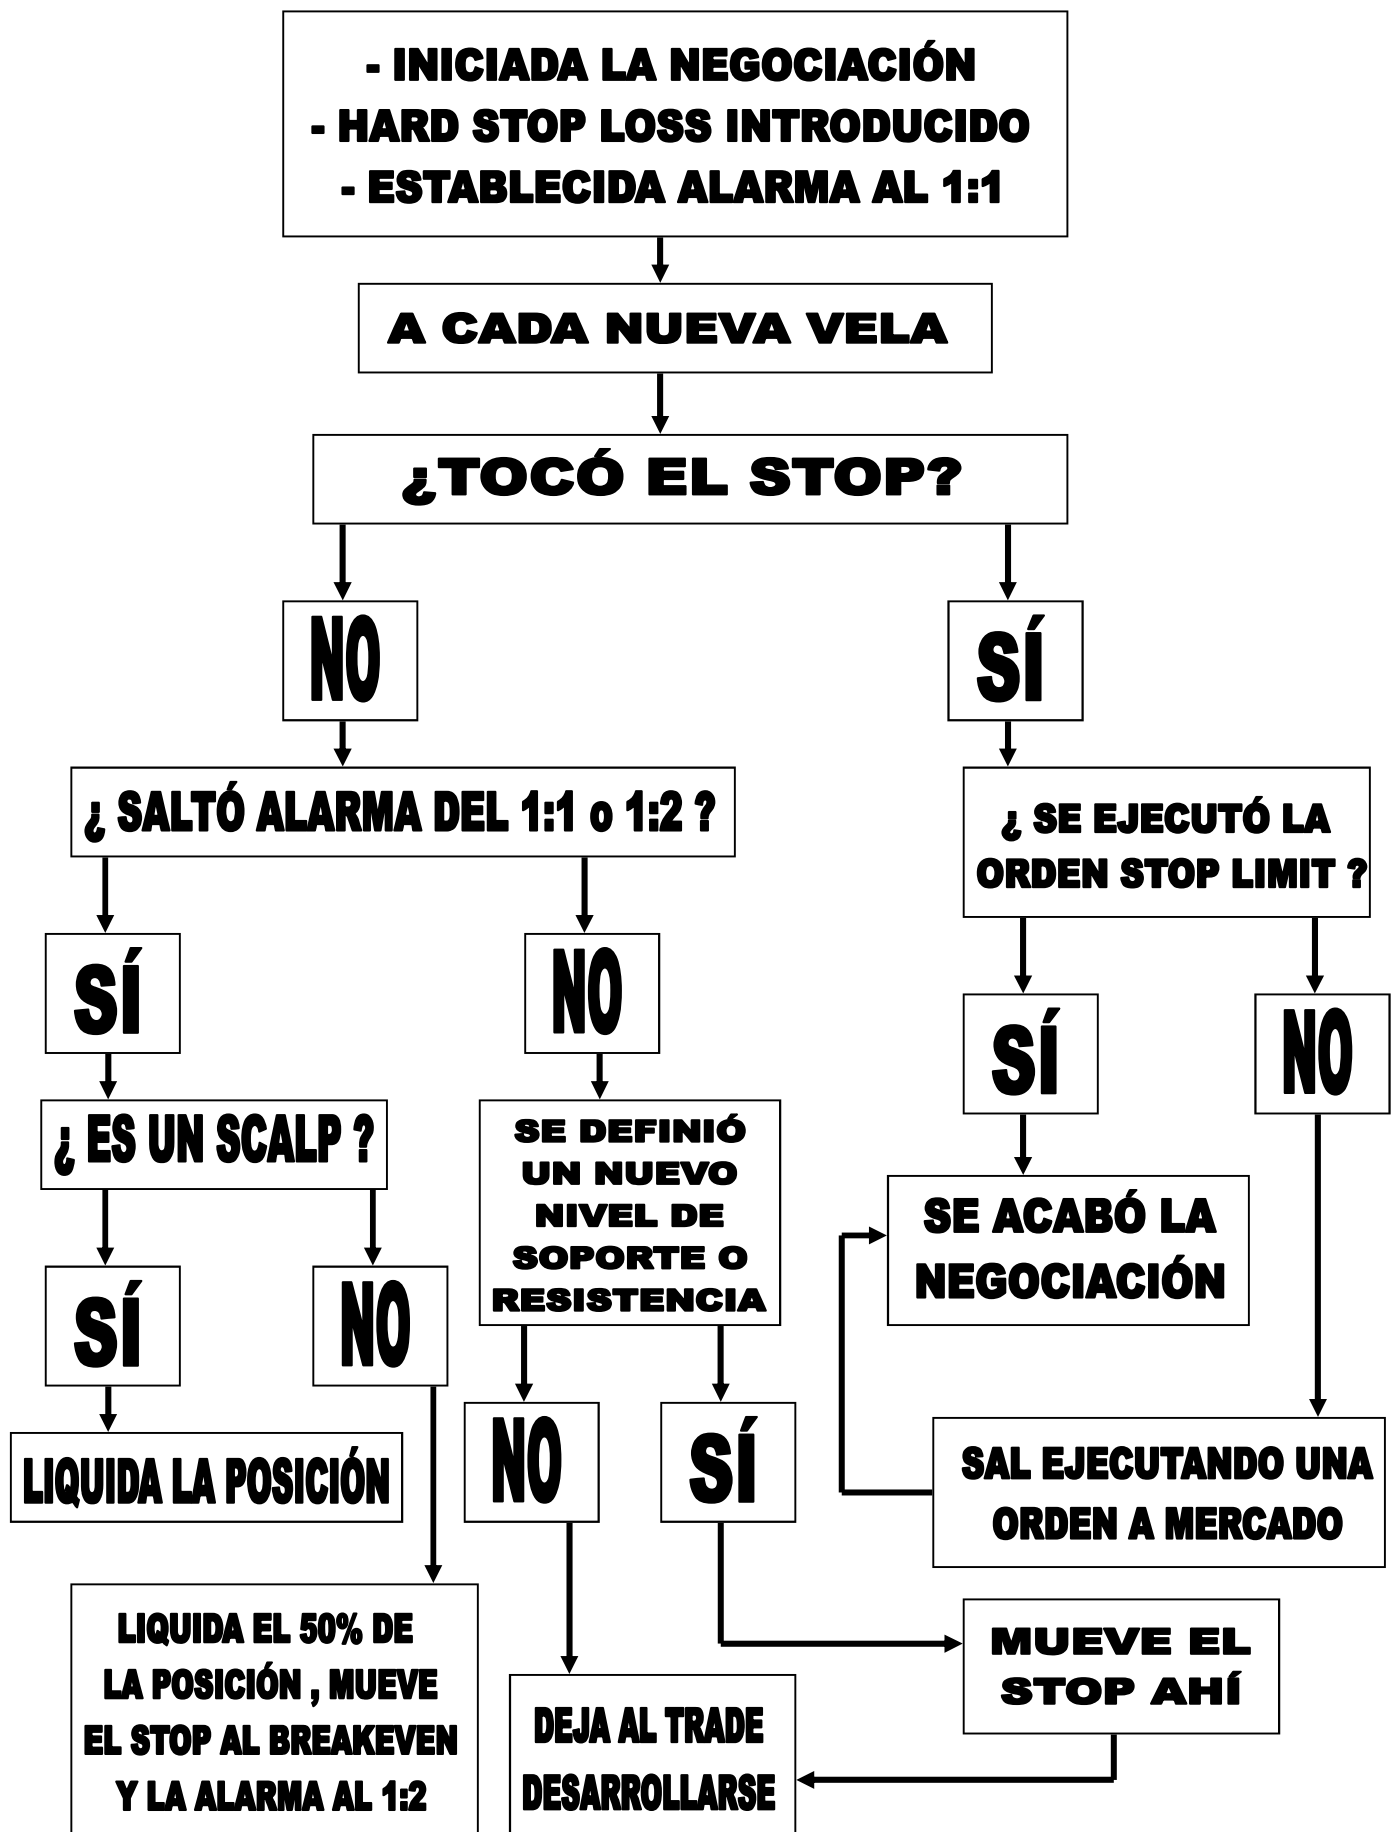 - INICIADA LA NEGOCIACIÓN
- HARD STOP LOSS INTRODUCIDO
- ESTABLECIDA ALARMA AL 1:1
A CADA NUEVA VELA
¿TOCÓ EL STOP?
NO
SÍ
¿ SALTÓ ALARMA DEL 1:1 o 1:2 ?
¿ SE EJECUTÓ LA
ORDEN STOP LIMIT ?
SÍ
NO
SÍ
NO
¿ ES UN SCALP ?
SE DEFINIÓ
UN NUEVO
NIVEL DE
SOPORTE O
RESISTENCIA
SE ACABÓ LA
NEGOCIACIÓN
SÍ
NO
NO
SÍ
LIQUIDA LA POSICIÓN
SAL EJECUTANDO UNA
ORDEN A MERCADO
LIQUIDA EL 50% DE
LA POSICIÓN , MUEVE
EL STOP AL BREAKEVEN
Y LA ALARMA AL 1:2
DEJA AL TRADE
DESARROLLARSE
MUEVE EL
STOP AHÍ